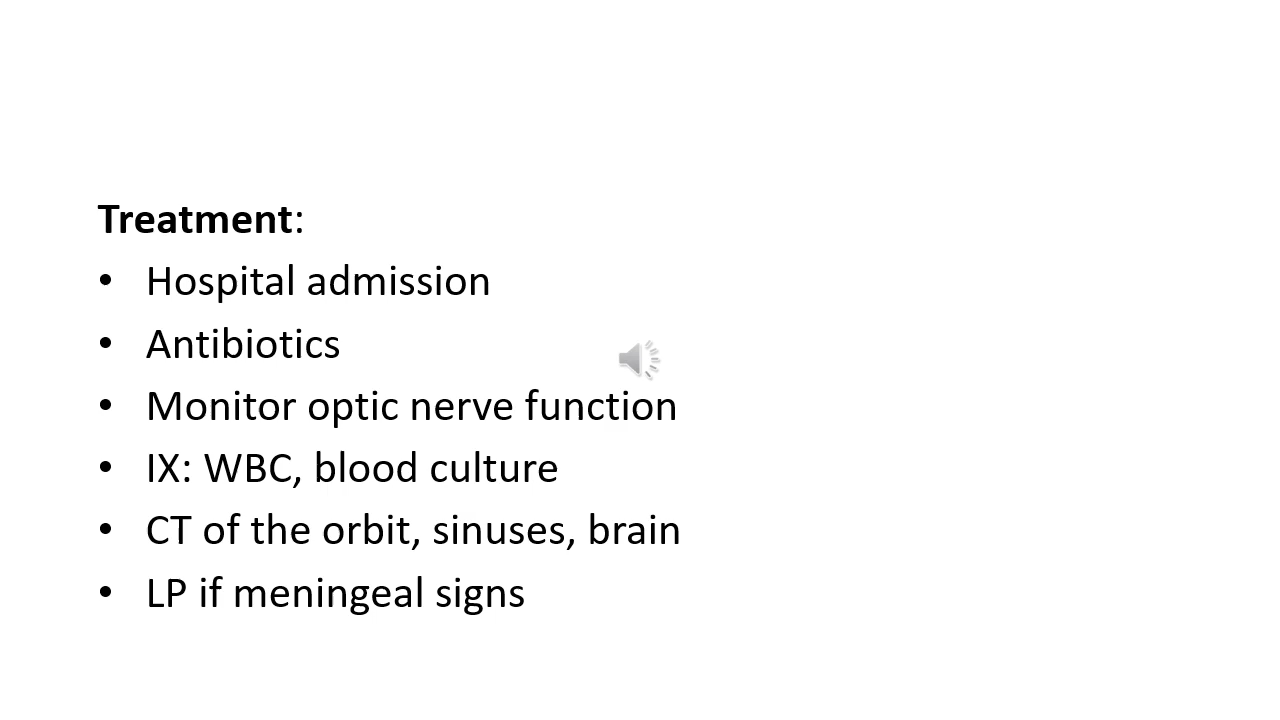 Treatment:
• Hospital admission
• Antibiotics
• Monitor optic nerve function
• IX: WBC, blood culture
• CT of the orbit, sinuses, brain
• LP if meningeal signs